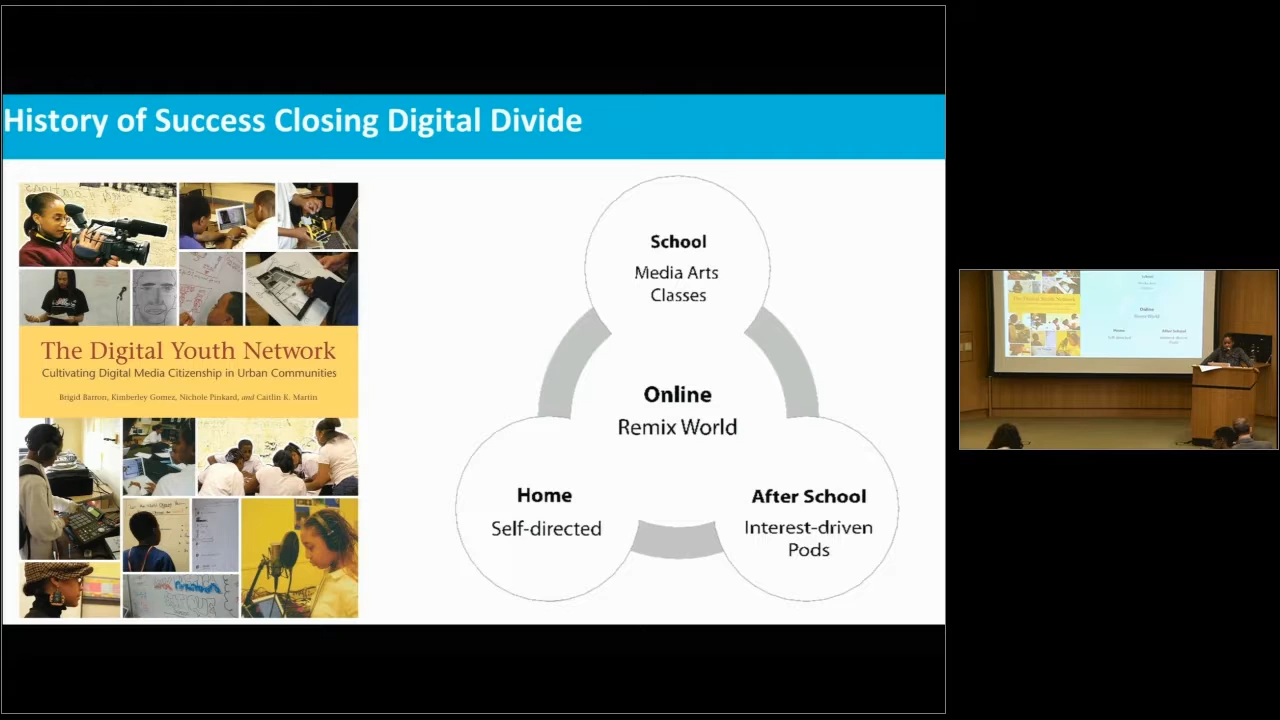 History of Success Closing Digital Divide
The Digital Youth Network
Cultivating Digital Media Citizenship in Urban Communities
Brigid Barron, Kimberley Gomez, Nichole Pinkard, and Caitlin K. Martin
School
Media Arts
Classes
Online
Remix World
Home
Self-directed
After School
Interest-driven
Pods